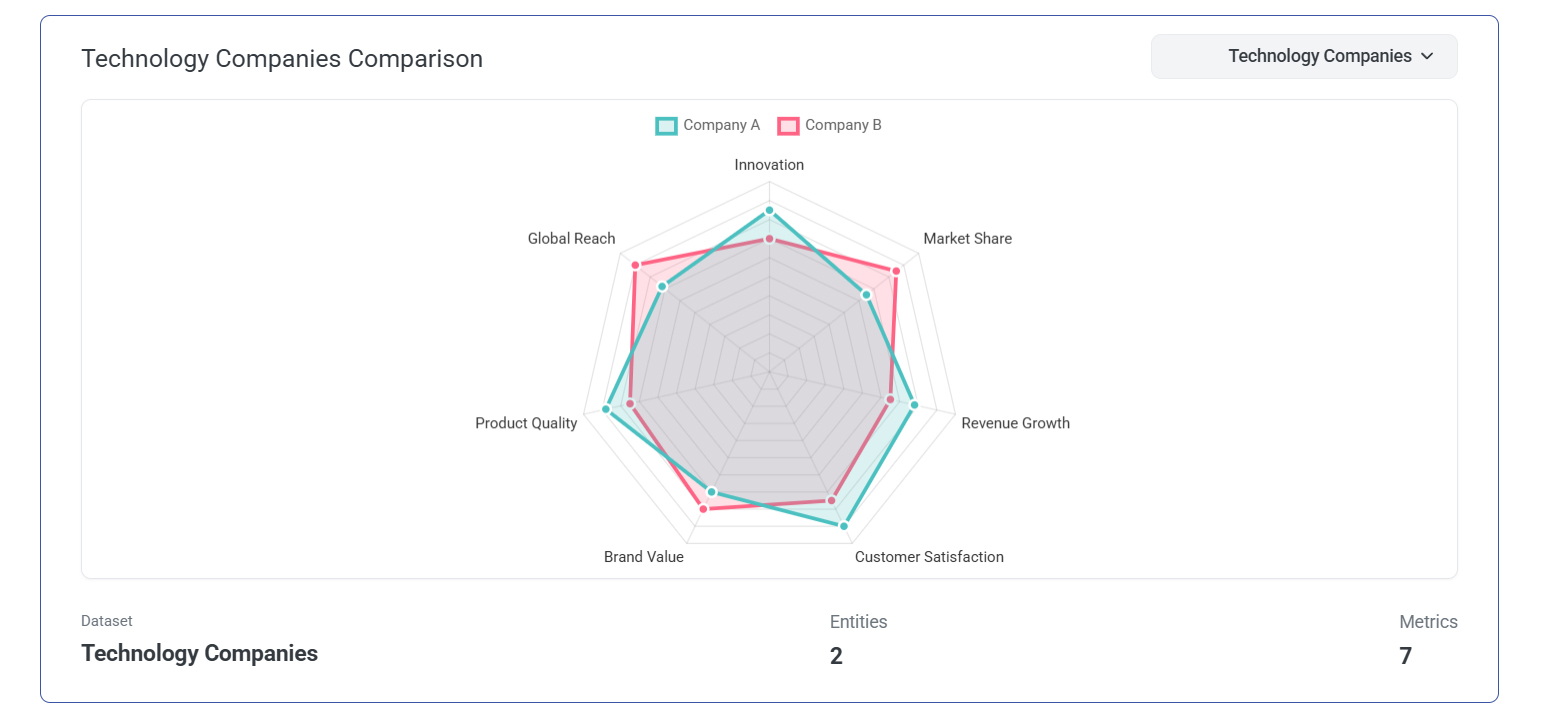 Technology Companies Comparison
Technology Companies
Company A
Company B
Innovation
Global Reach
Market Share
Product Quality
Revenue Growth
Brand Value
Customer Satisfaction
Dataset
Technology Companies
Entities
2
Metrics
7